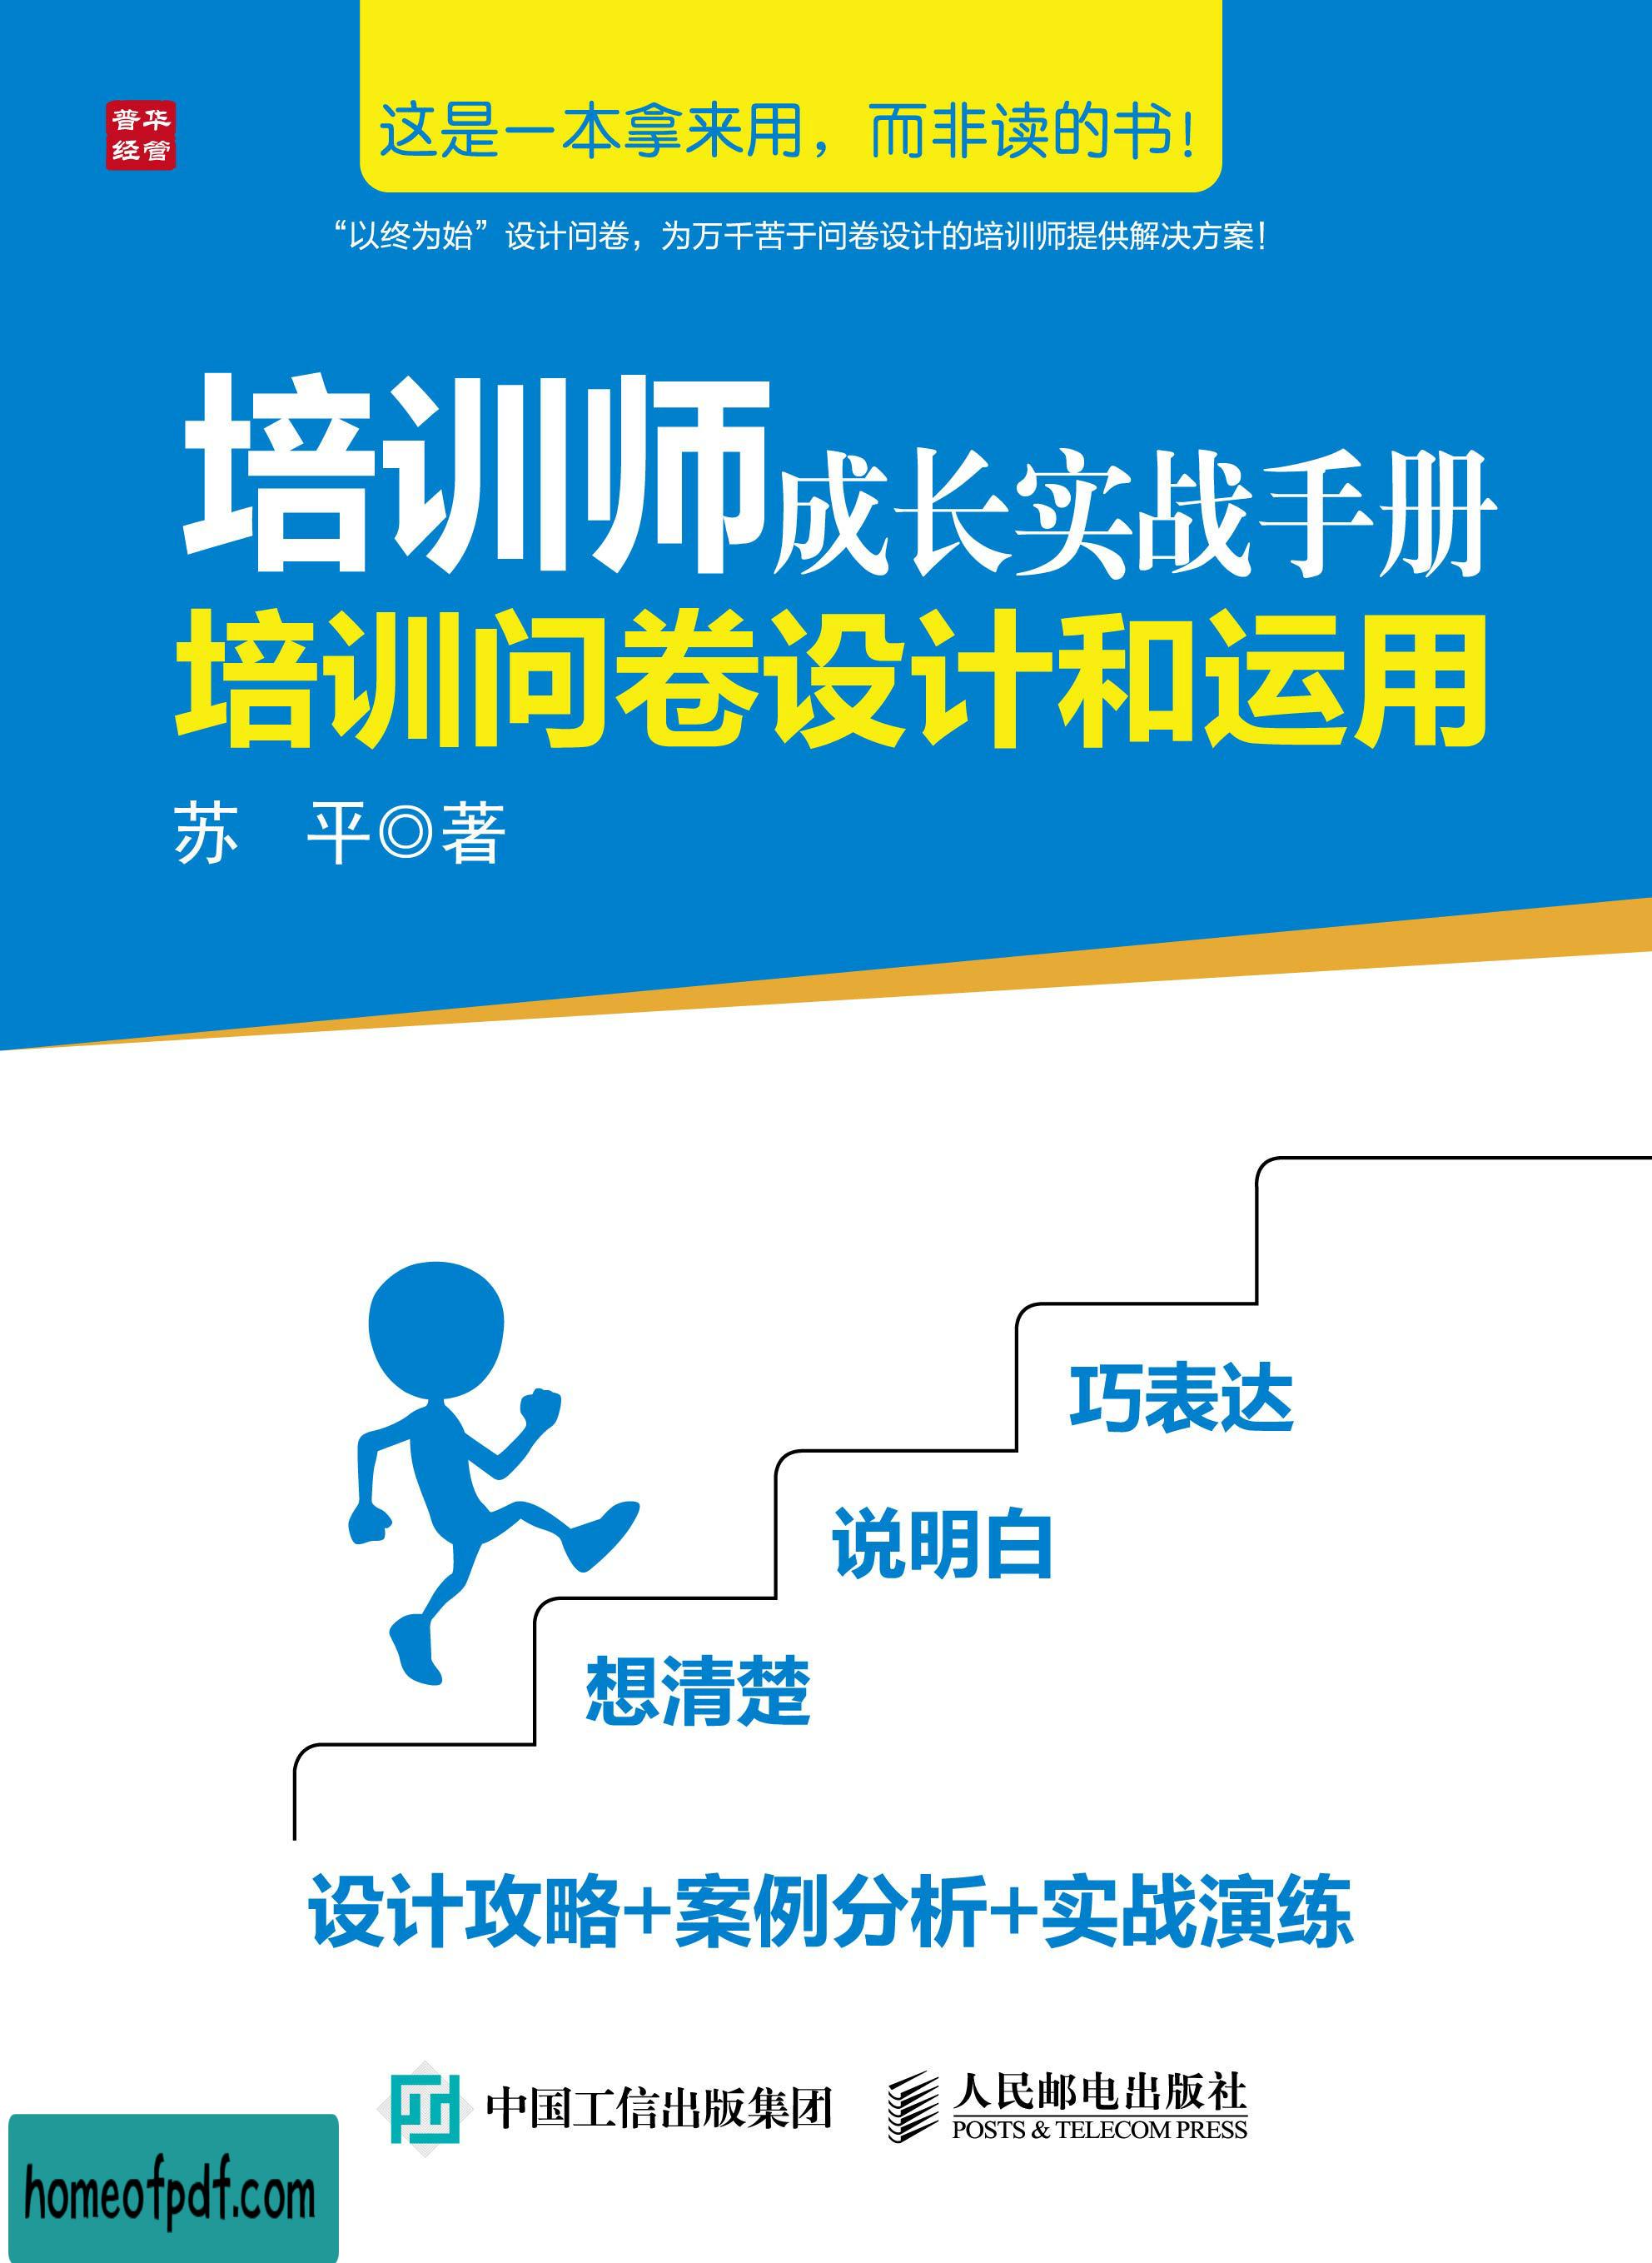 普华
经管
这是一本拿来用，而非读的书！
“以终为始”设计问卷，为万千苦于问卷设计的培训师提供解决方案！
培训师成长实战手册
培训问卷设计和运用
苏 平◎著
巧表达
说明白
想清楚
设计攻略+案例分析+实战演练
中国工信出版集团
人民邮电出版社
POSTS & TELECOM PRESS
homeofpdf.com